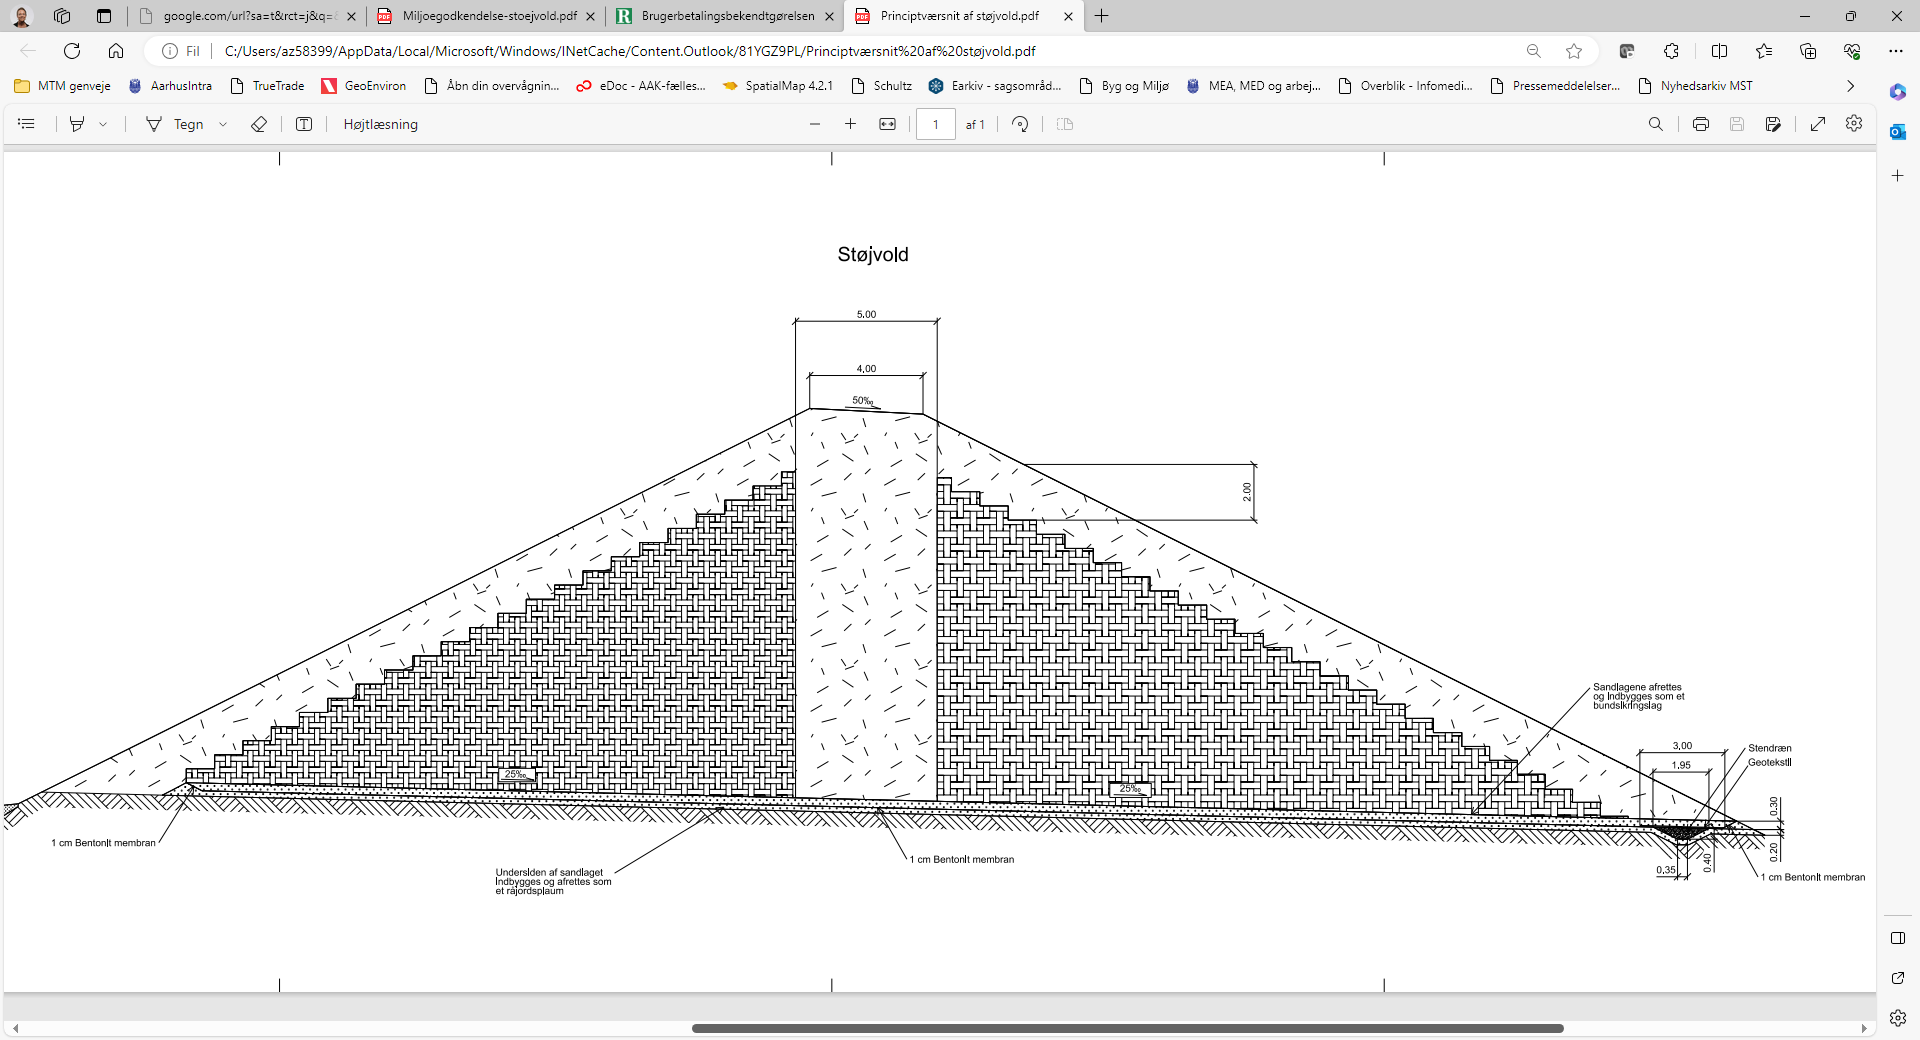 google.com/url?sa=t&rct=j&q=
Miljoegodkendelse-stoejvold.pdf
Brugerbetalingsbekendtgørelsen
Principtværsnit af støjvold.pdf
Fil
C:/Users/az58399/AppData/Local/Microsoft/Windows/INetCache/Content.Outlook/81YGZ9PL/Principtværsnit%20af%20støjvold.pdf
MTM genveje
AarhusIntra
TrueTrade
GeoEnviron
Åbn din overvågnin...
eDoc - AAK-fælles...
SpatialMap 4.2.1
Schultz
Earkiv - sagsområd...
Byg og Miljø
MEA, MED og arbej...
Overblik - Infomedi...
Pressemeddelelser...
Nyhedsarkiv MST
Tegn
Højtlæsning
1
af 1
Støjvold
5.00
4,00
50‰
2.00
Sandlagene afrettes
og Indbygges som et
bundsikringslag
3,00
Stendræn
1,95
Geotekstil
25‰
25‰
0.30
0.20
0.40
0,35
1 cm Bentonit membran
1 cm Bentonit membran
1 cm Bentonit membran
Undersiden af sandlaget
Indbygges og afrettes som
et råjordsplaum